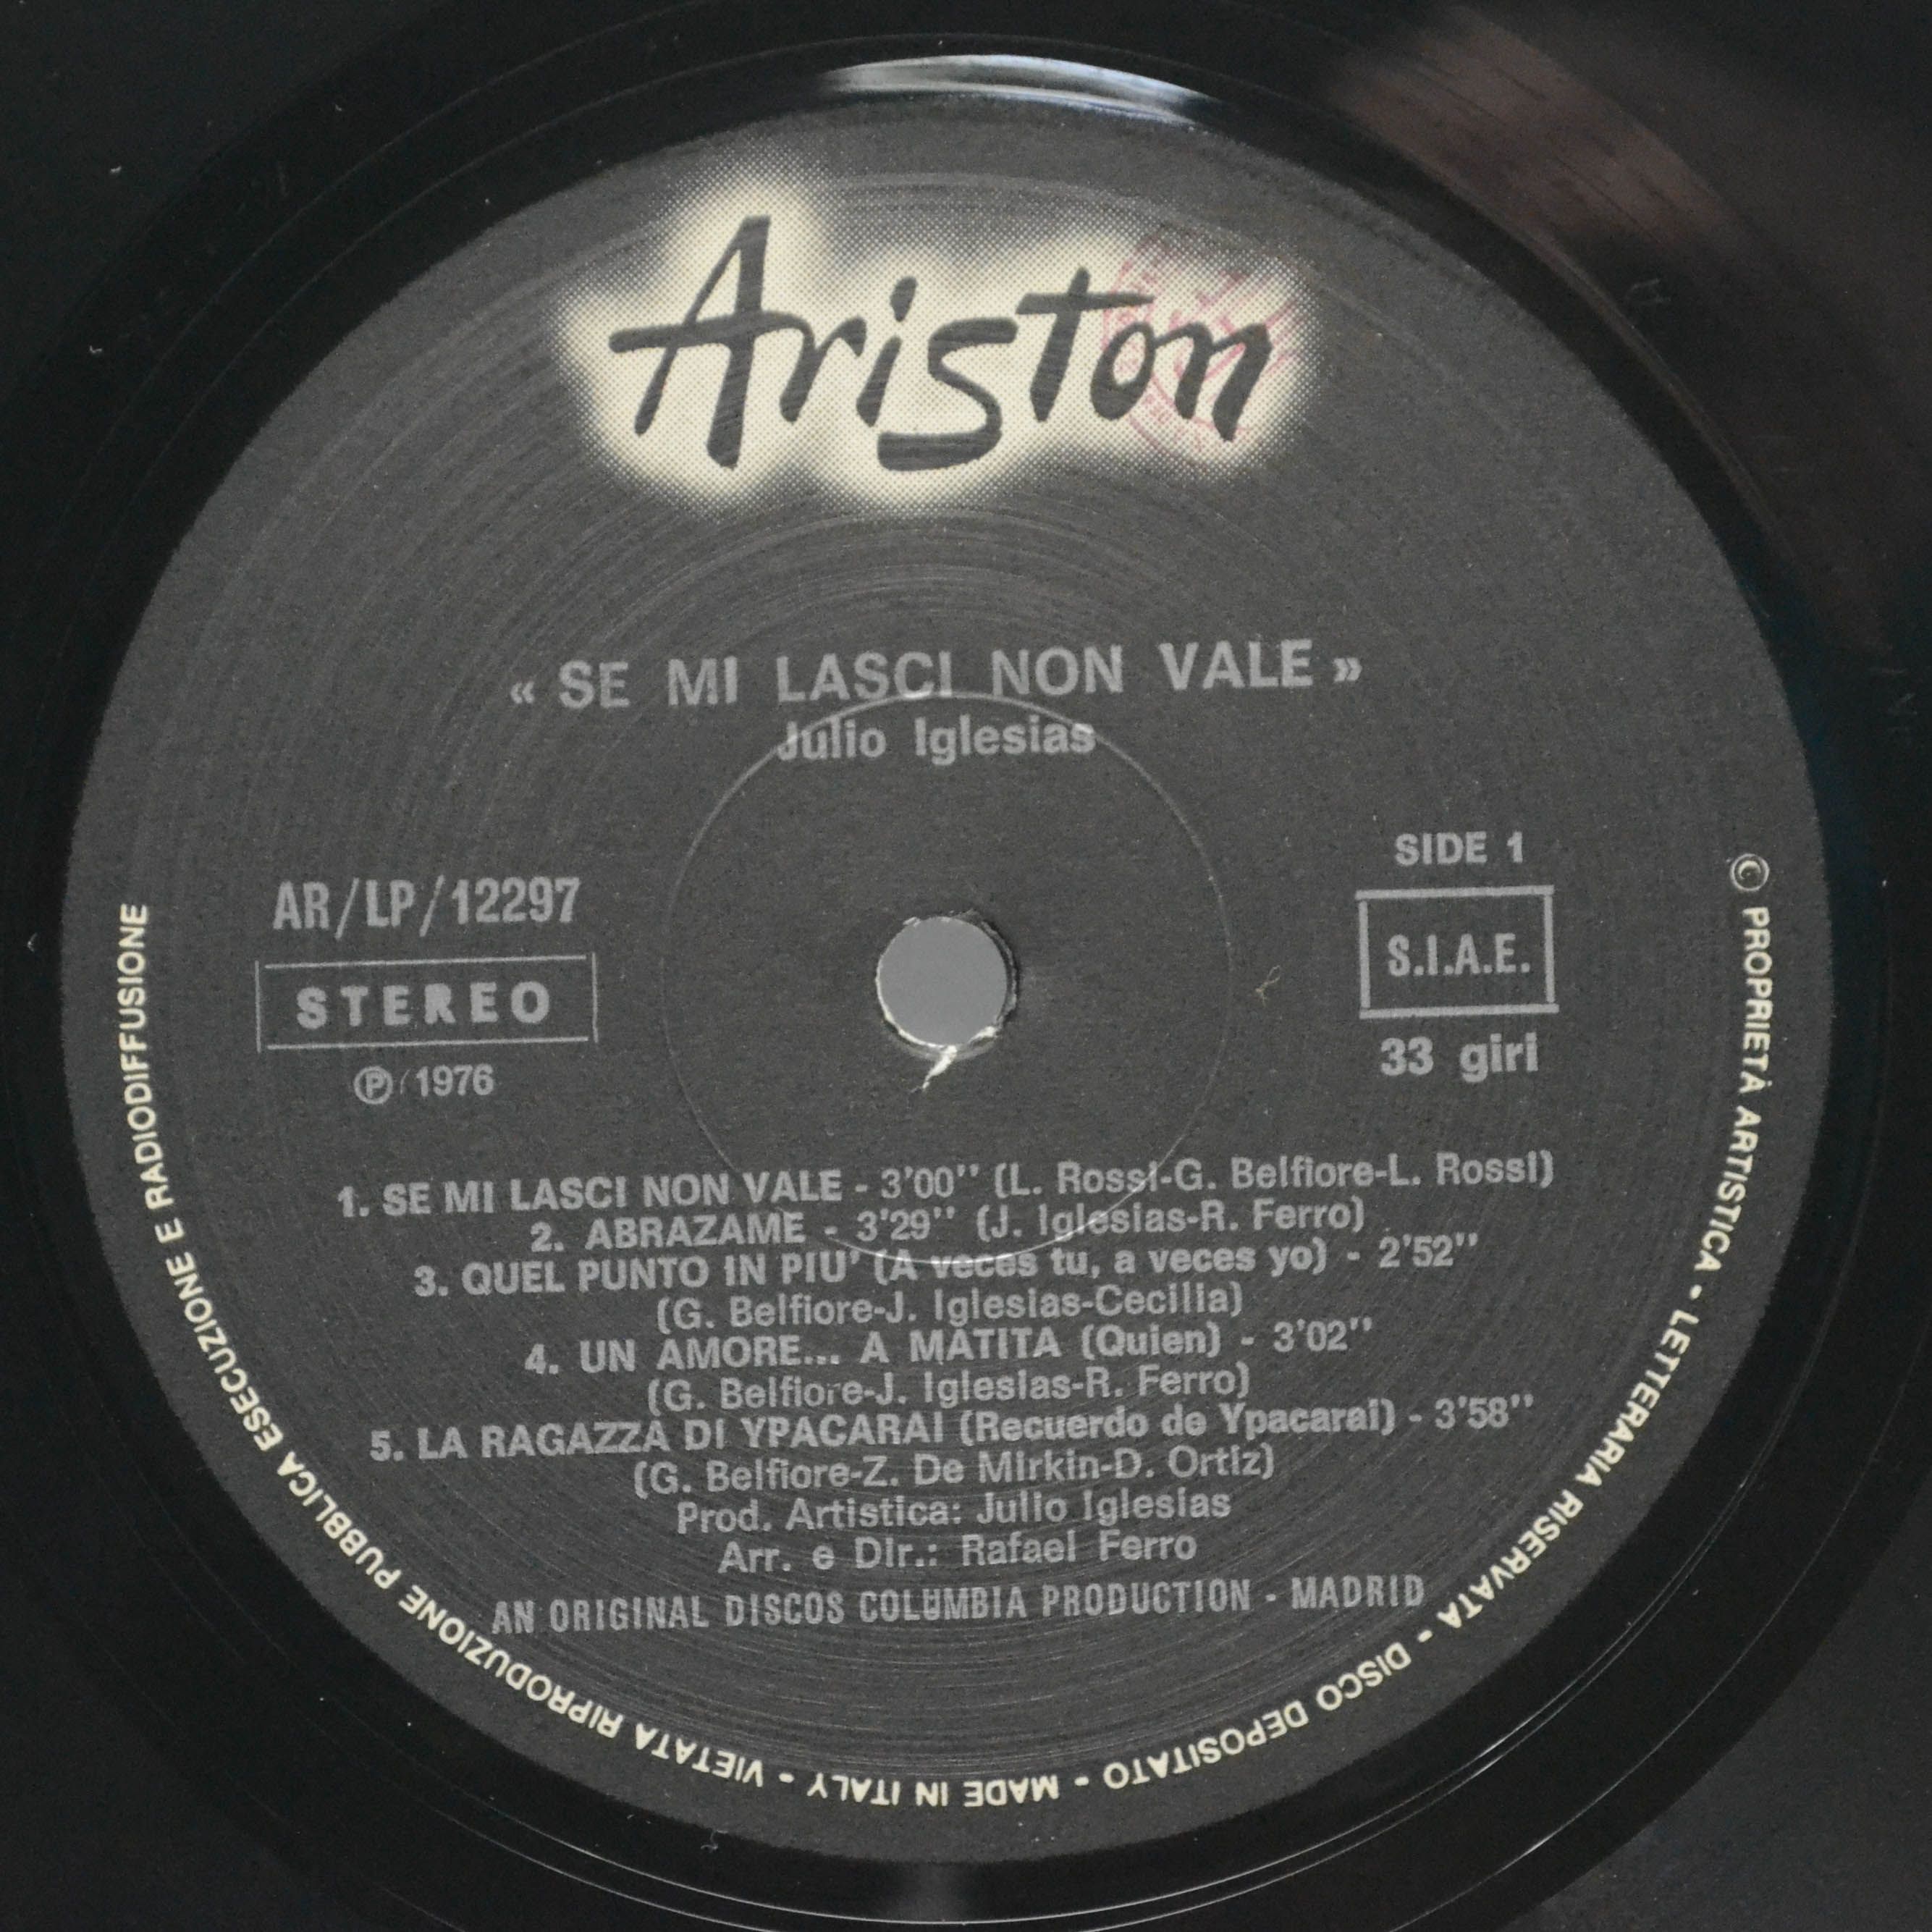 Ariston
« SE MI LASCI NON VALE »
Julio Iglesias
AR/LP/12297
STEREO
Ⓟ 1976
SIDE 1
S.I.A.E.
33 giri
1. SE MI LASCI NON VALE - 3'00'' (L. Rossi-G. Belfiore-L. Rossi)
2. ABRAZAME - 3'29'' (J. Iglesias-R. Ferro)
3. QUEL PUNTO IN PIU' (A veces tu, a veces yo) - 2'52''
(G. Belfiore-J. Iglesias-Cecilia)
4. UN AMORE... A MATITA (Quien) - 3'02''
(G. Belfiore-J. Iglesias-R. Ferro)
5. LA RAGAZZA DI YPACARAI (Recuerdo de Ypacarai) - 3'58''
(G. Belfiore-Z. De Mirkin-D. Ortiz)
Prod. Artistica: Julio Iglesias
Arr. e Dir.: Rafael Ferro
AN ORIGINAL DISCOS COLUMBIA PRODUCTION - MADRID
© PROPRIETÀ ARTISTICA - LETTERARIA RISERVATA - DISCO DEPOSITATO - MADE IN ITALY - VIETATA RIPRODUZIONE PUBBLICA ESECUZIONE E RADIODIFFUSIONE